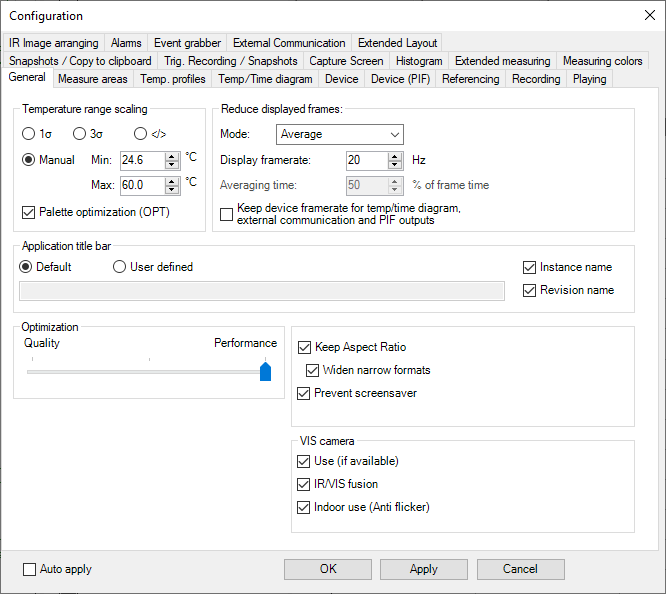 Configuration
IR Image arranging Alarms Event grabber External Communication Extended Layout
Snapshots / Copy to clipboard Trig. Recording / Snapshots Capture Screen Histogram Extended measuring Measuring colors
General Measure areas Temp. profiles Temp/Time diagram Device Device (PIF) Referencing Recording Playing
Temperature range scaling
1σ 3σ </>
Manual Min: 24.6 °C
Max: 60.0 °C
Palette optimization (OPT)
Reduce displayed frames:
Mode: Average
Display framerate: 20 Hz
Averaging time: 50 % of frame time
Keep device framerate for temp/time diagram,
external communication and PIF outputs
Application title bar
Default User defined
Instance name
Revision name
Optimization
Quality Performance
Keep Aspect Ratio
Widen narrow formats
Prevent screensaver
VIS camera
Use (if available)
IR/VIS fusion
Indoor use (Anti flicker)
Auto apply OK Apply Cancel